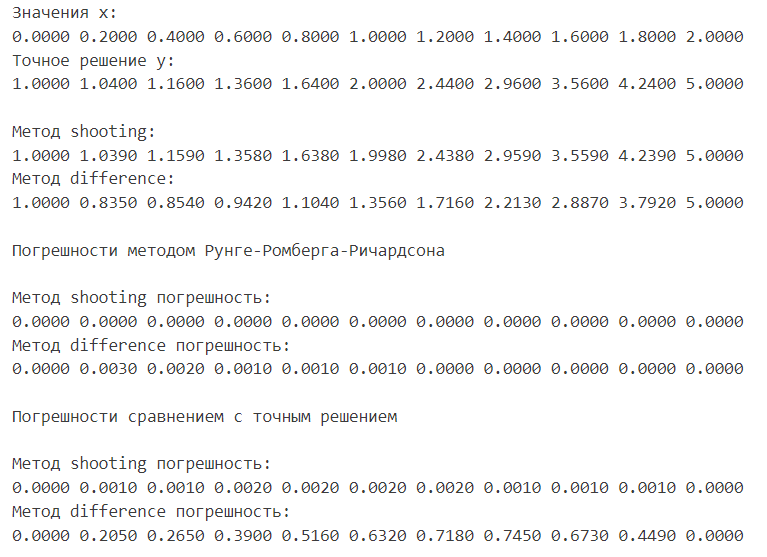 Значения x:
0.0000 0.2000 0.4000 0.6000 0.8000 1.0000 1.2000 1.4000 1.6000 1.8000 2.0000
Точное решение y:
1.0000 1.0400 1.1600 1.3600 1.6400 2.0000 2.4400 2.9600 3.5600 4.2400 5.0000
Метод shooting:
1.0000 1.0390 1.1590 1.3580 1.6380 1.9980 2.4380 2.9590 3.5590 4.2390 5.0000
Метод difference:
1.0000 0.8350 0.8540 0.9420 1.1040 1.3560 1.7160 2.2130 2.8870 3.7920 5.0000
Погрешности методом Рунге-Ромберга-Ричардсона
Метод shooting погрешность:
0.0000 0.0000 0.0000 0.0000 0.0000 0.0000 0.0000 0.0000 0.0000 0.0000 0.0000
Метод difference погрешность:
0.0000 0.0030 0.0020 0.0010 0.0010 0.0010 0.0000 0.0000 0.0000 0.0000 0.0000
Погрешности сравнением с точным решением
Метод shooting погрешность:
0.0000 0.0010 0.0010 0.0020 0.0020 0.0020 0.0020 0.0010 0.0010 0.0010 0.0000
Метод difference погрешность:
0.0000 0.2050 0.2650 0.3900 0.5160 0.6320 0.7180 0.7450 0.6730 0.4490 0.0000